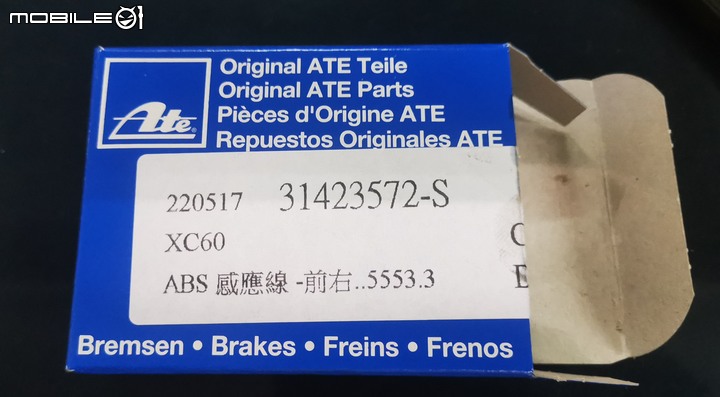 MOBILE01
Original ATE Teile
Original ATE Parts
Pièces d'Origine ATE
Repuestos Originales ATE
Ate
220517 31423572-S
XC60
ABS 感應線 -前右..5553.3
Bremsen • Brakes • Freins • Frenos